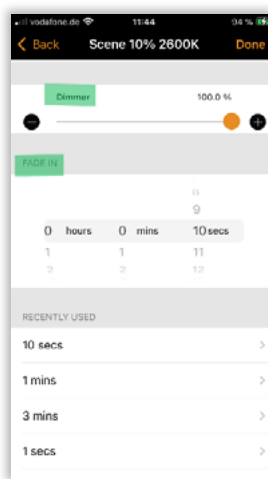 vodafone.de 11:44 94 %
Back Scene 10% 2600K Done
Dimmer 100.0 %
FADE IN
9
0 hours 0 mins 10 secs
1 1 11
2 2 12
RECENTLY USED
10 secs
1 mins
3 mins
1 secs